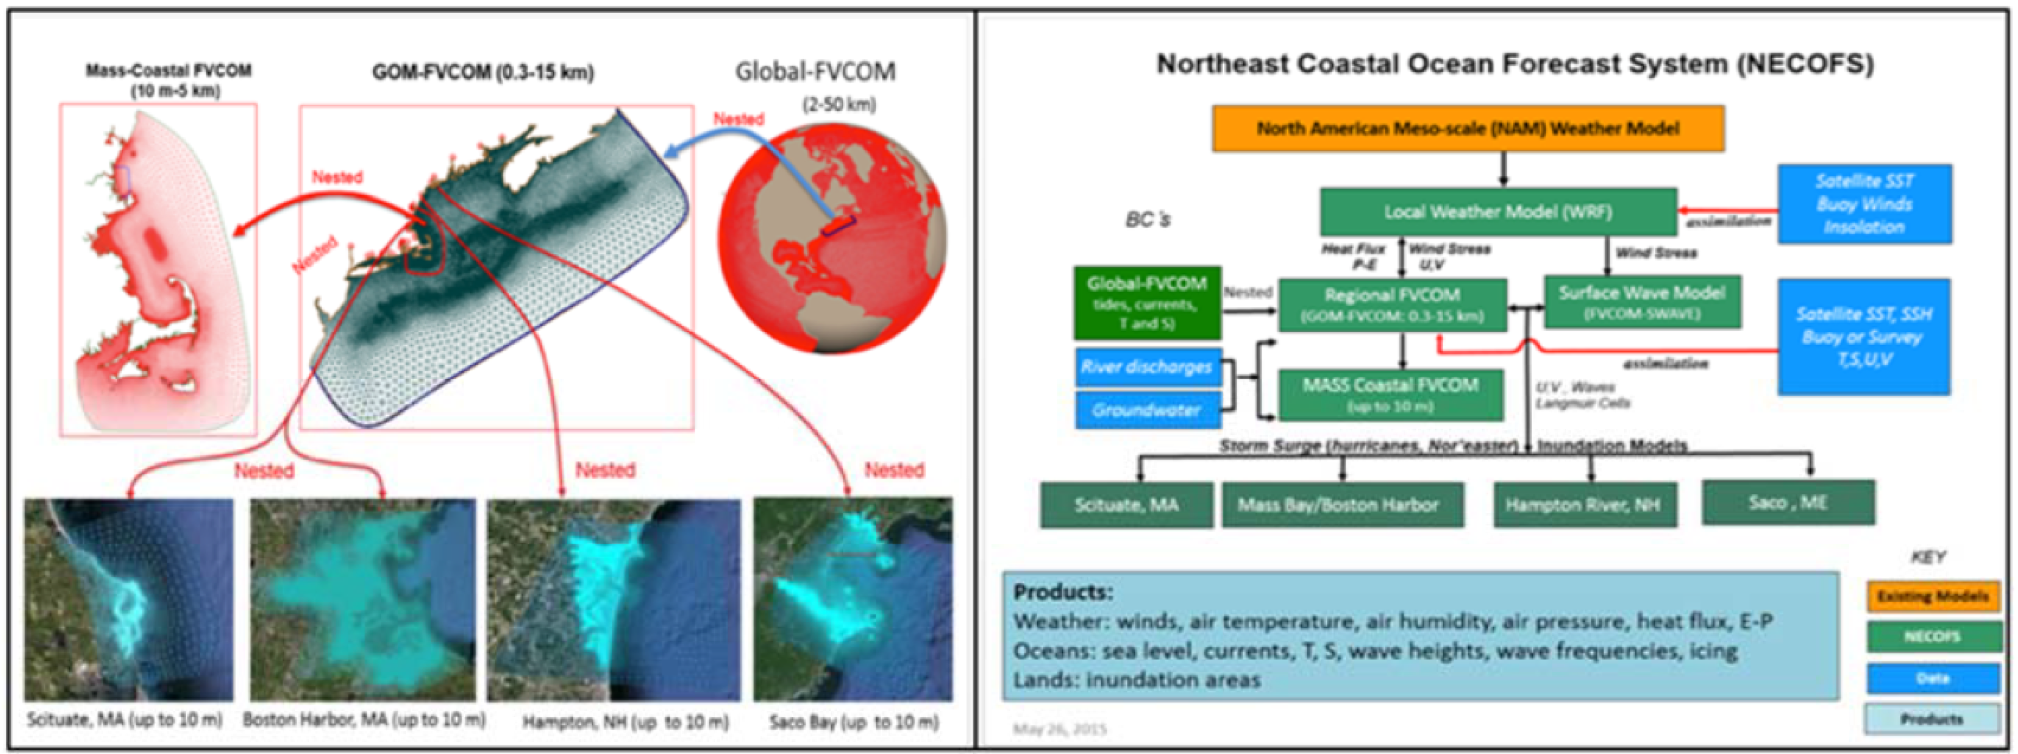 Mass-Coastal FVCOM
(10 m-5 km)
GOM-FVCOM (0.3-15 km)
Global-FVCOM
(2-50 km)
Nested
Nested
Nested
Nested
Nested
Nested
Scituate, MA (up to 10 m)
Boston Harbor, MA (up to 10 m)
Hampton, NH (up to 10 m)
Saco Bay (up to 10 m)
Northeast Coastal Ocean Forecast System (NECOFS)
North American Meso-scale (NAM) Weather Model
Local Weather Model (WRF)
Satellite SST
Buoy Winds
Insolation
assimilation
BC's
Heat Flux
P-E
Wind Stress
U,V
Wind Stress
Global-FVCOM
tides, currents,
T and S)
Nested
Regional FVCOM
(GOM-FVCOM: 0.3-15 km)
Surface Wave Model
(FVCOM-SWAVE)
Satellite SST, SSH
Buoy or Survey
T,S,U,V
assimilation
River discharges
Groundwater
MASS Coastal FVCOM
(up to 10 m)
U,V , Waves
Langmuir Cells
Storm Surge (hurricanes, Nor'easter) Inundation Models
Scituate, MA
Mass Bay/Boston Harbor
Hampton River, NH
Saco , ME
KEY
Existing Models
NECOFS
Data
Products
Products:
Weather: winds, air temperature, air humidity, air pressure, heat flux, E-P
Oceans: sea level, currents, T, S, wave heights, wave frequencies, icing
Lands: inundation areas
May 26, 2015